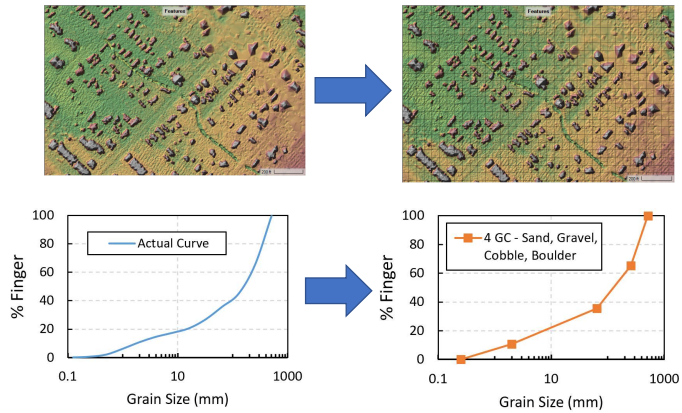 Features
Features
200 ft
100
80
60
40
20
0
% Finger
Actual Curve
0.1
10
1000
Grain Size (mm)
100
80
60
40
20
0
% Finger
4 GC - Sand, Gravel,
Cobble, Boulder
0.1
10
1000
Grain Size (mm)